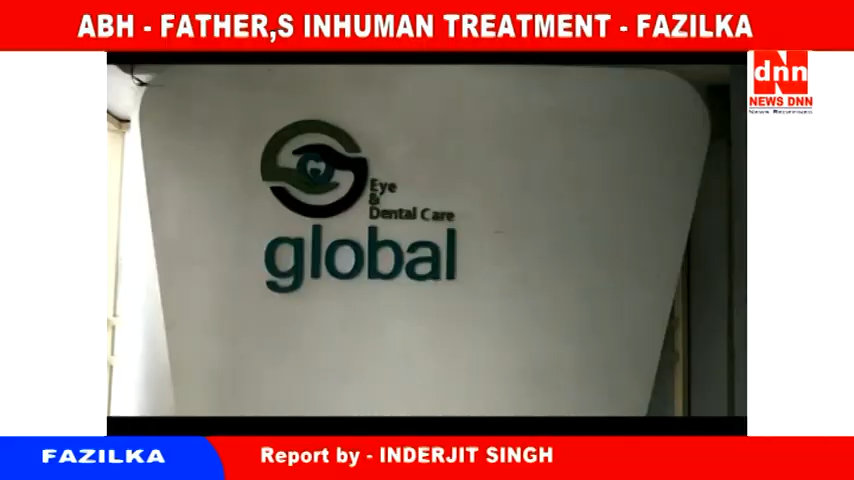 ABH - FATHER,S INHUMAN TREATMENT - FAZILKA
dnn
NEWS DNN
Eye
&
Dental Care
global
FAZILKA
Report by - INDERJIT SINGH